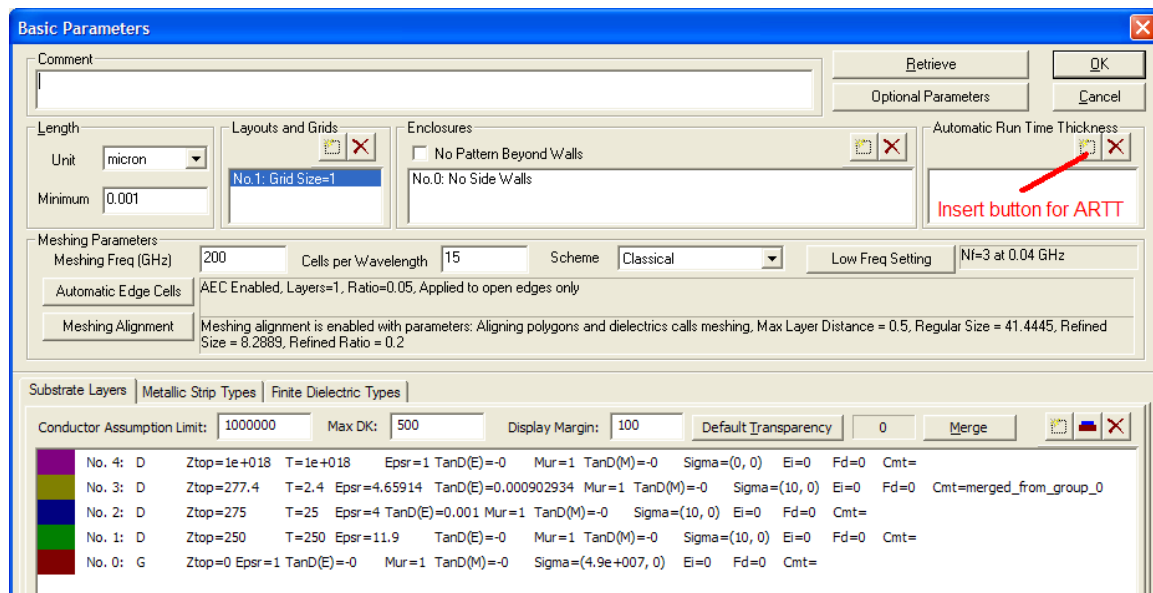 Basic Parameters
Comment
Retrieve
OK
Optional Parameters
Cancel
Length
Layouts and Grids
Enclosures
Automatic Run Time Thickness
Unit
micron
No Pattern Beyond Walls
No.1: Grid Size=1
No.0: No Side Walls
Minimum
0.001
Insert button for ARTT
Meshing Parameters
Meshing Freq (GHz)
200
Cells per Wavelength
15
Scheme
Classical
Low Freq Setting
Nf=3 at 0.04 GHz
Automatic Edge Cells
AEC Enabled, Layers=1, Ratio=0.05, Applied to open edges only
Meshing Alignment
Meshing alignment is enabled with parameters: Aligning polygons and dielectrics calls meshing, Max Layer Distance = 0.5, Regular Size = 41.4445, Refined
Size = 8.2889, Refined Ratio = 0.2
Substrate Layers
Metallic Strip Types
Finite Dielectric Types
Conductor Assumption Limit:
1000000
Max DK:
500
Display Margin:
100
Default Transparency
0
Merge
No. 4: D Ztop=1e+018 T=1e+018 Epsr=1 TanD(E)=-0 Mur=1 TanD(M)=-0 Sigma=(0, 0) Ei=0 Fd=0 Cmt=
No. 3: D Ztop=277.4 T=2.4 Epsr=4.65914 TanD(E)=0.000902934 Mur=1 TanD(M)=-0 Sigma=(10, 0) Ei=0 Fd=0 Cmt=merged_from_group_0
No. 2: D Ztop=275 T=25 Epsr=4 TanD(E)=0.001 Mur=1 TanD(M)=-0 Sigma=(10, 0) Ei=0 Fd=0 Cmt=
No. 1: D Ztop=250 T=250 Epsr=11.9 TanD(E)=-0 Mur=1 TanD(M)=-0 Sigma=(10, 0) Ei=0 Fd=0 Cmt=
No. 0: G Ztop=0 Epsr=1 TanD(E)=-0 Mur=1 TanD(M)=-0 Sigma=(4.9e+007, 0) Ei=0 Fd=0 Cmt=